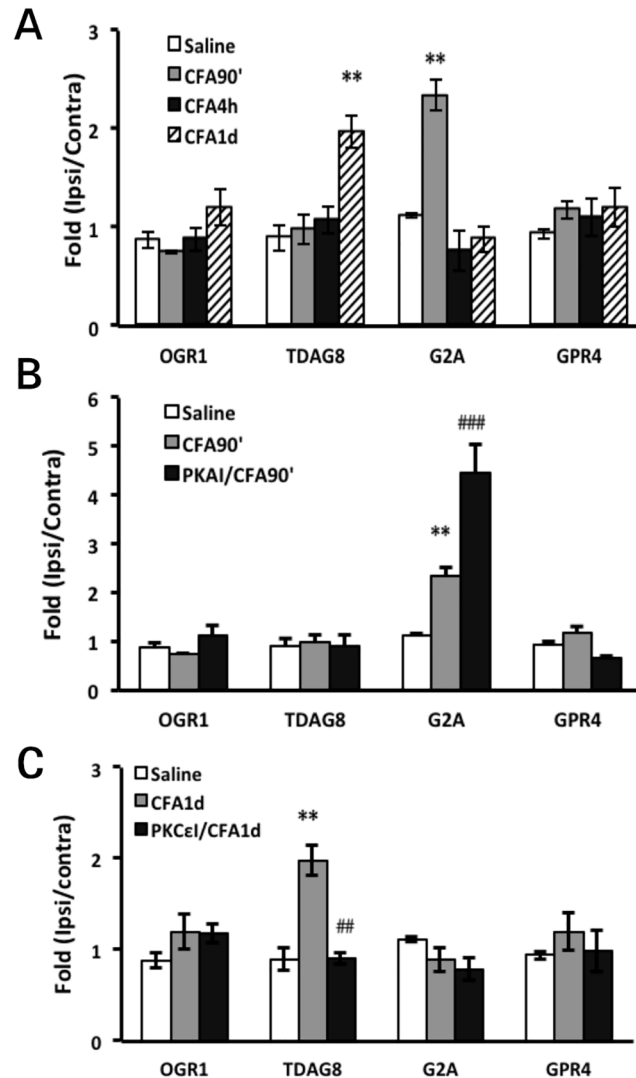 A
3
2
1
0
Fold (Ipsi/Contra)
Saline
CFA90'
CFA4h
CFA1d
**
**
OGR1 TDAG8 G2A GPR4
B
6
5
4
3
2
1
0
Fold (Ipsi/Contra)
Saline
CFA90'
PKAI/CFA90'
###
**
OGR1 TDAG8 G2A GPR4
C
3
2
1
0
Fold (Ipsi/contra)
Saline
CFA1d
PKCεI/CFA1d
**
##
OGR1 TDAG8 G2A GPR4